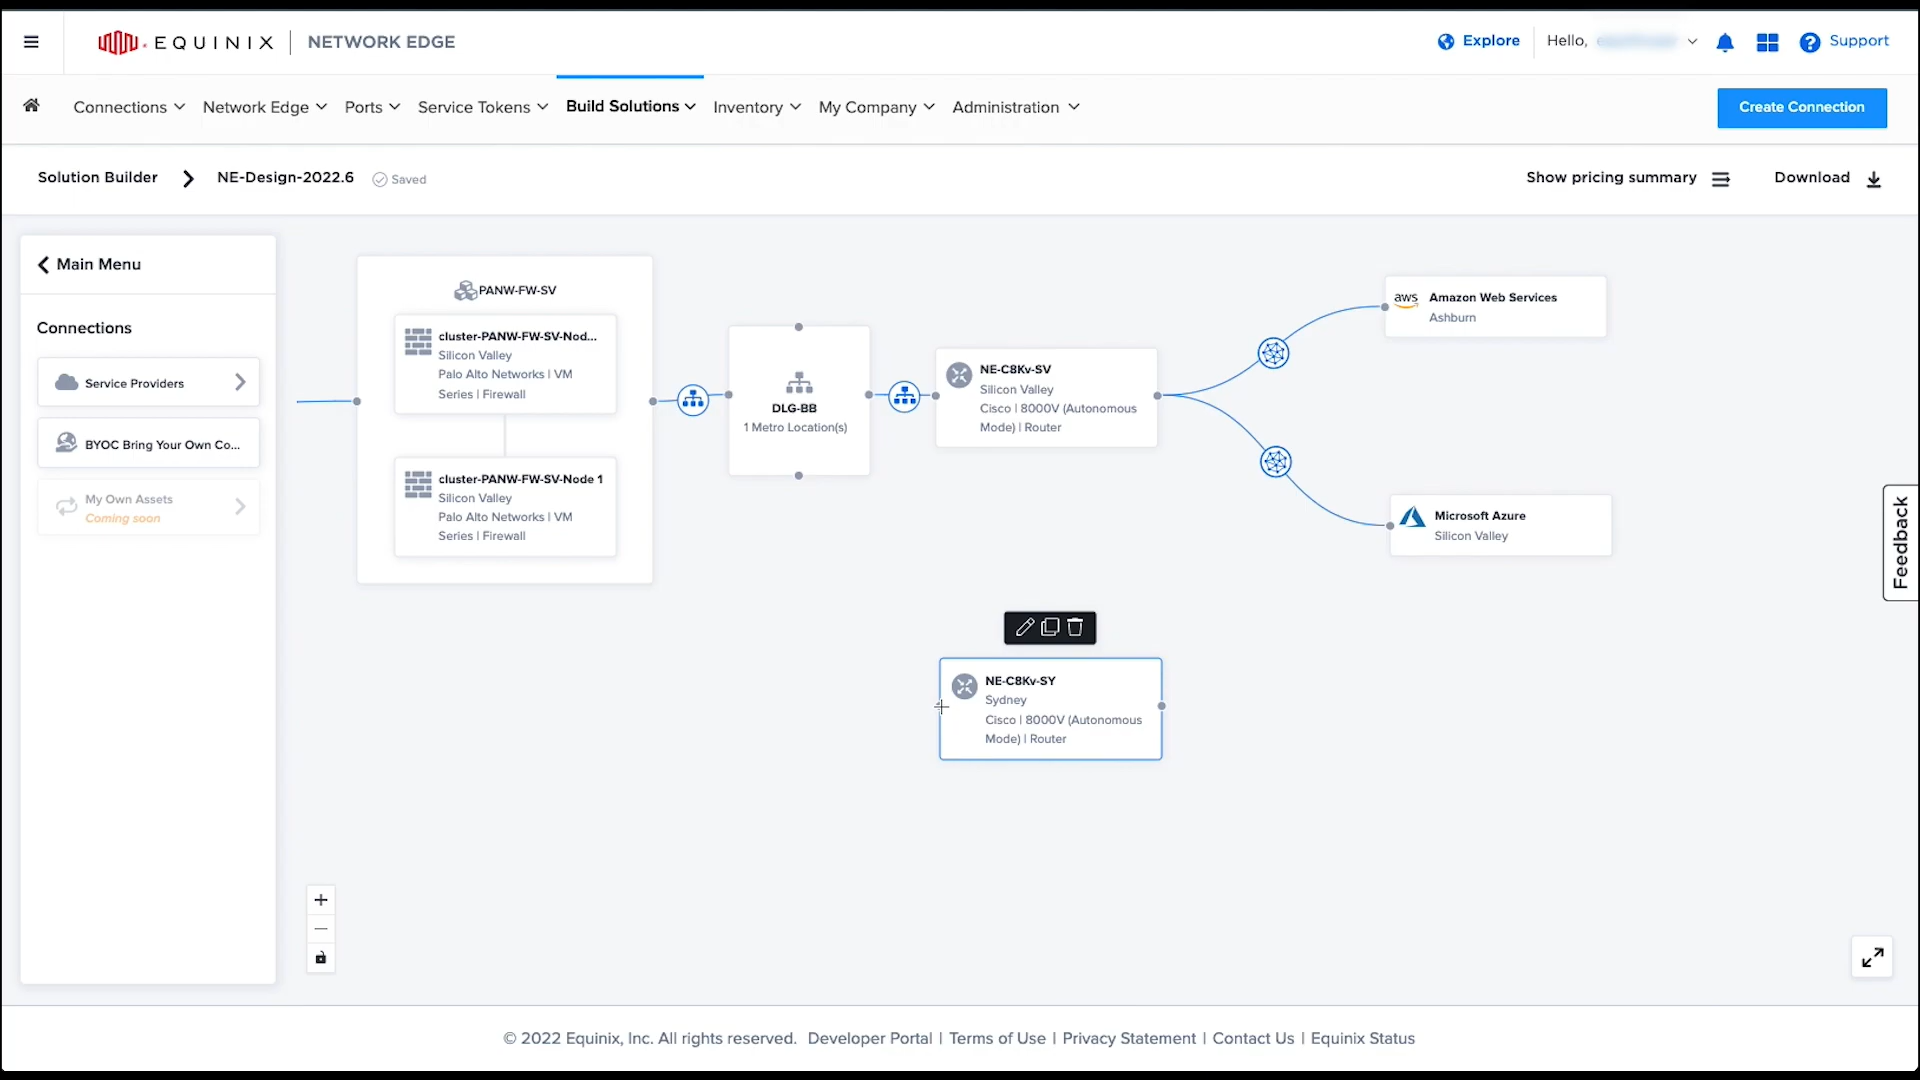 EQUINIX | NETWORK EDGE
Explore
Hello,
Support
Connections
Network Edge
Ports
Service Tokens
Build Solutions
Inventory
My Company
Administration
Create Connection
Solution Builder
NE-Design-2022.6
Saved
Show pricing summary
Download
Main Menu
Connections
Service Providers
BYOC Bring Your Own Co...
My Own Assets
Coming soon
PANW-FW-SV
cluster-PANW-FW-SV-Nod...
Silicon Valley
Palo Alto Networks | VM
Series | Firewall
cluster-PANW-FW-SV-Node 1
Silicon Valley
Palo Alto Networks | VM
Series | Firewall
DLG-BB
1 Metro Location(s)
NE-C8Kv-SV
Silicon Valley
Cisco | 8000V (Autonomous
Mode) | Router
aws
Amazon Web Services
Ashburn
Microsoft Azure
Silicon Valley
NE-C8Kv-SY
Sydney
Cisco | 8000V (Autonomous
Mode) | Router
Feedback
© 2022 Equinix, Inc. All rights reserved. Developer Portal | Terms of Use | Privacy Statement | Contact Us | Equinix Status